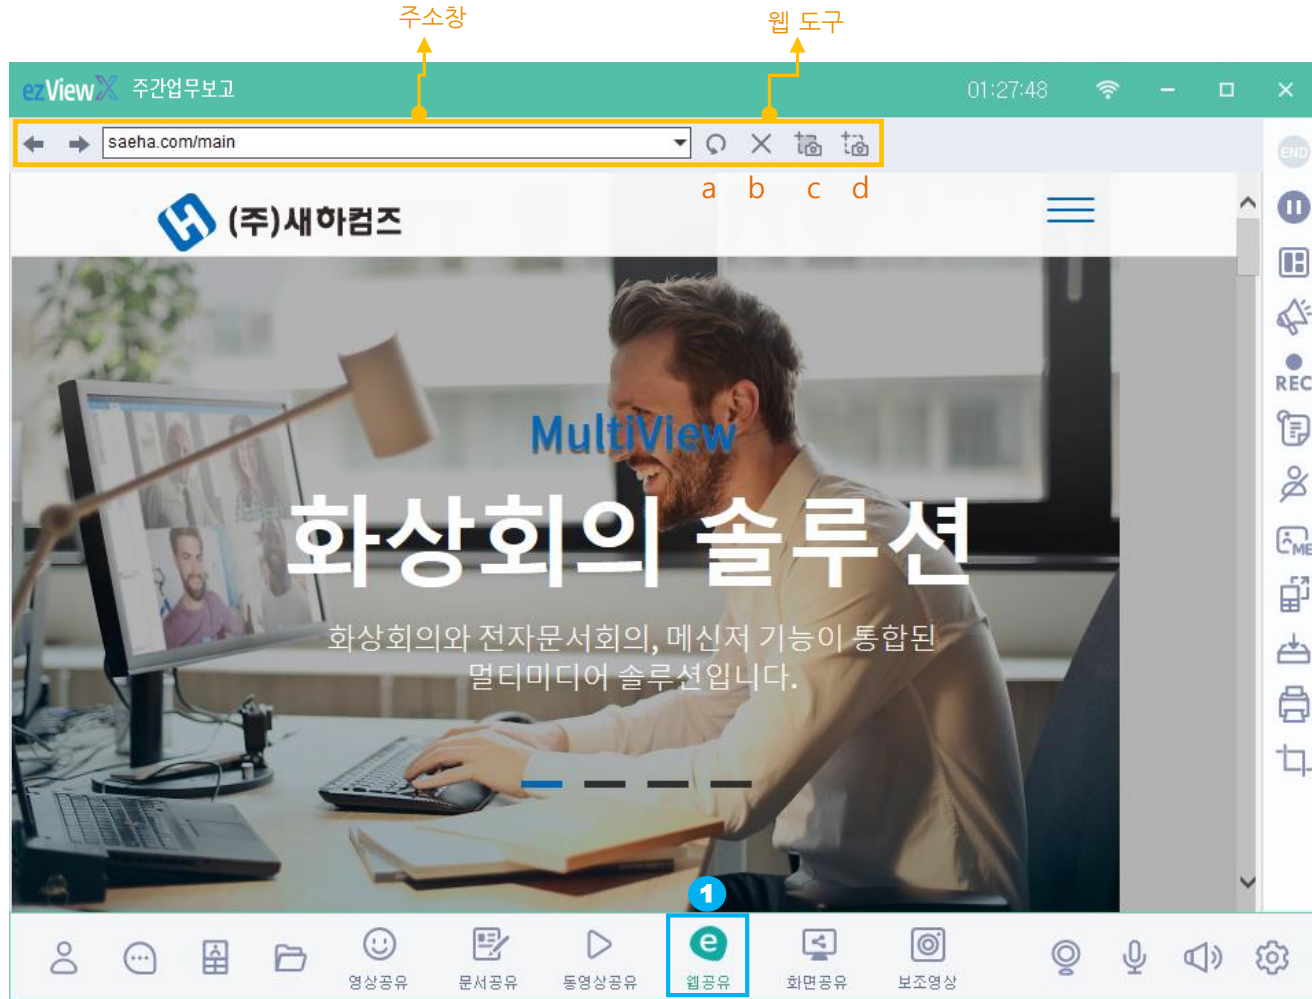 주소창
웹 도구
ezViewX 주간업무보고
01:27:48
saeha.com/main
a b c d
END
(주)새하컴즈
REC
MultiView
화상회의 솔루션
ME
화상회의와 전자문서회의, 메신저 기능이 통합된
멀티미디어 솔루션입니다.
1
e
영상공유
문서공유
동영상공유
웹공유
화면공유
보조영상